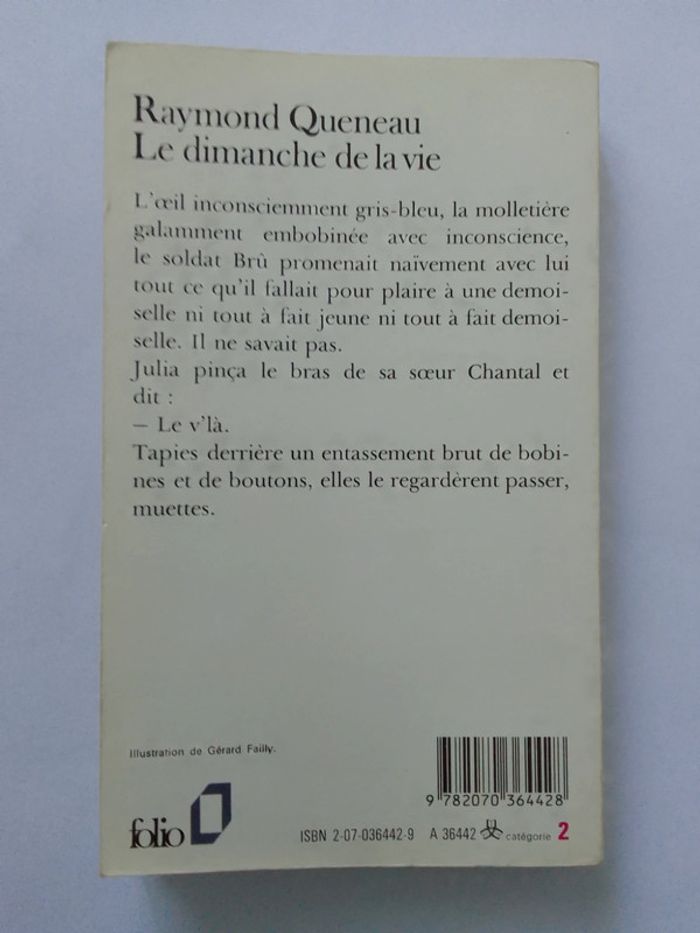 Raymond Queneau
Le dimanche de la vie
L'œil inconsciemment gris-bleu, la molletière
galamment embobinée avec inconscience,
le soldat Brû promenait naïvement avec lui
tout ce qu'il fallait pour plaire à une demoi-
selle ni tout à fait jeune ni tout à fait demoi-
selle. Il ne savait pas.
Julia pinça le bras de sa sœur Chantal et
dit :
– Le v'là.
Tapies derrière un entassement brut de bobi-
nes et de boutons, elles le regardèrent passer,
muettes.
Illustration de Gérard Failly.
9 782070 364428
folio
ISBN 2-07-036442-9 A 36442 catégorie 2